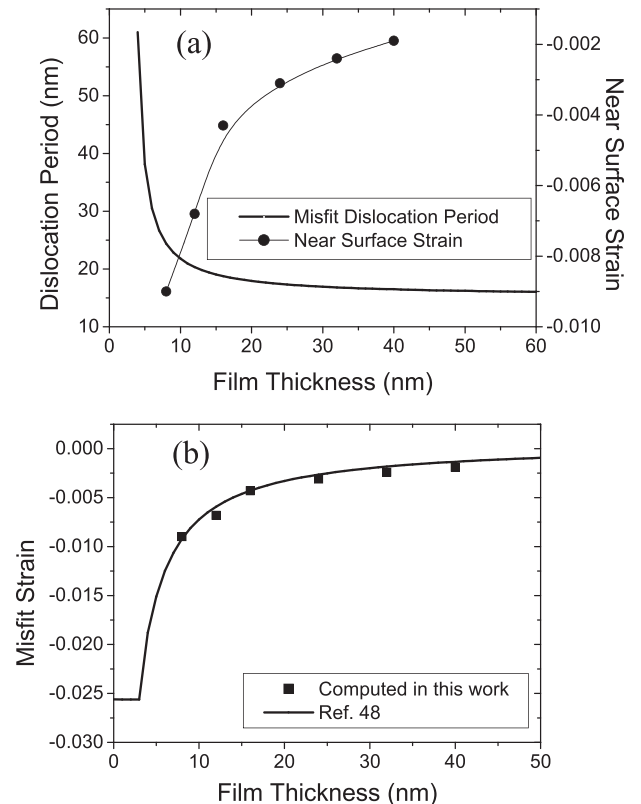 (a)
60
50
40
30
20
10
Dislocation Period (nm)
-0.002
-0.004
-0.006
-0.008
-0.010
Near Surface Strain
Misfit Dislocation Period
Near Surface Strain
0 10 20 30 40 50 60
Film Thickness (nm)
(b)
0.000
-0.005
-0.010
-0.015
-0.020
-0.025
-0.030
Misfit Strain
Computed in this work
Ref. 48
0 10 20 30 40 50
Film Thickness (nm)